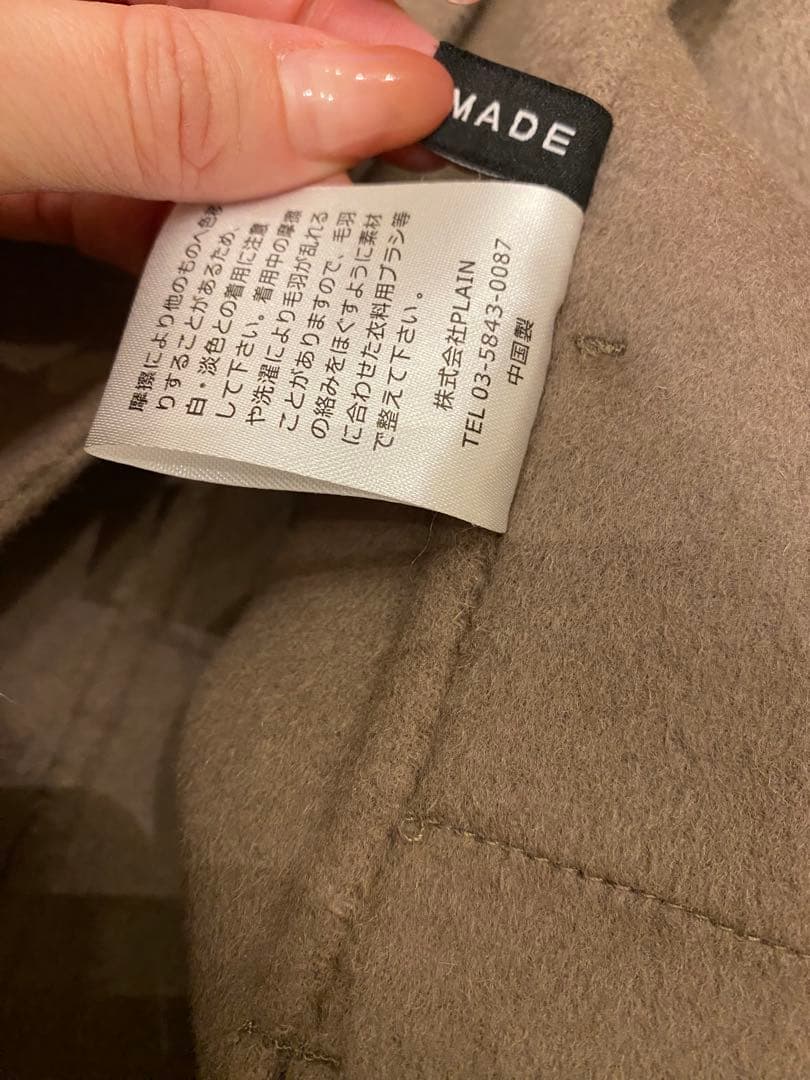 MADE
摩擦により他のものへ色移
りすることがあるため、
白・淡色との着用に注意
して下さい。着用中の摩擦
や洗濯により毛羽が乱れる
ことがありますので、毛羽
の絡みをほぐすように素材
に合わせた衣料用ブラシ等
で整えて下さい。
株式会社PLAIN
TEL 03-5843-0087
中国製